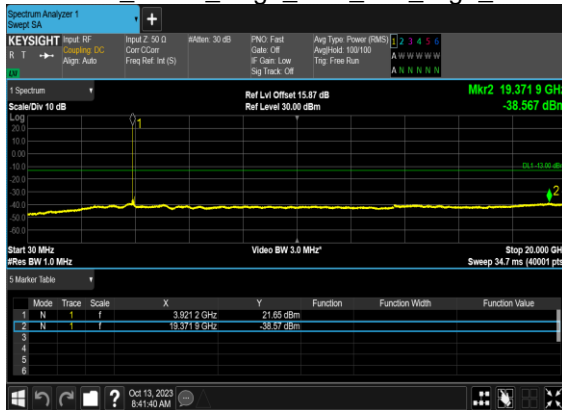 Spectrum Analyzer 1
Swept SA
+
KEYSIGHT Input: RF Input Z: 50 Ω #Atten: 30 dB PNO: Fast Avg Type: Power (RMS) 1 2 3 4 5 6
R T Coupling: DC Corr CCorr Gate: Off Avg|Hold: 100/100 A W W W W W
Align: Auto Freq Ref: Int (S) IF Gain: Low Trig: Free Run
Sig Track: Off A N N N N N
1 Spectrum Ref Lvl Offset 15.87 dB Mkr2 19.371 9 GHz
Scale/Div 10 dB Ref Level 30.00 dBm -38.567 dBm
Log
20.0
10.0
0.00
-10.0
-20.0
-30.0
-40.0
-50.0
-60.0
1
DL1 -13.00 dBm
2
Start 30 MHz Video BW 3.0 MHz* Stop 20.000 GHz
#Res BW 1.0 MHz Sweep 34.7 ms (40001 pts)
5 Marker Table
Mode Trace Scale X Y Function Function Width Function Value
1 N 1 f 3.921 2 GHz 21.65 dBm
2 N 1 f 19.371 9 GHz -38.57 dBm
3
4
5
6
? Oct 13, 2023
8:41:40 AM